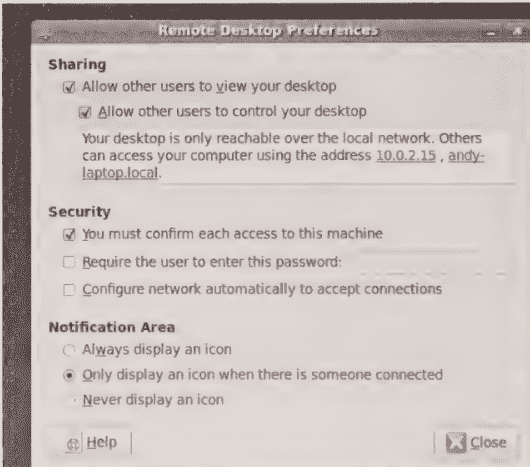 Remote Desktop Preferences
Sharing
Allow other users to view your desktop
Allow other users to control your desktop
Your desktop is only reachable over the local network. Others
can access your computer using the address 10.0.2.15 , andy-
laptop.local.
Security
You must confirm each access to this machine
Require the user to enter this password:
Configure network automatically to accept connections
Notification Area
Always display an icon
Only display an icon when there is someone connected
Never display an icon
Help
Close